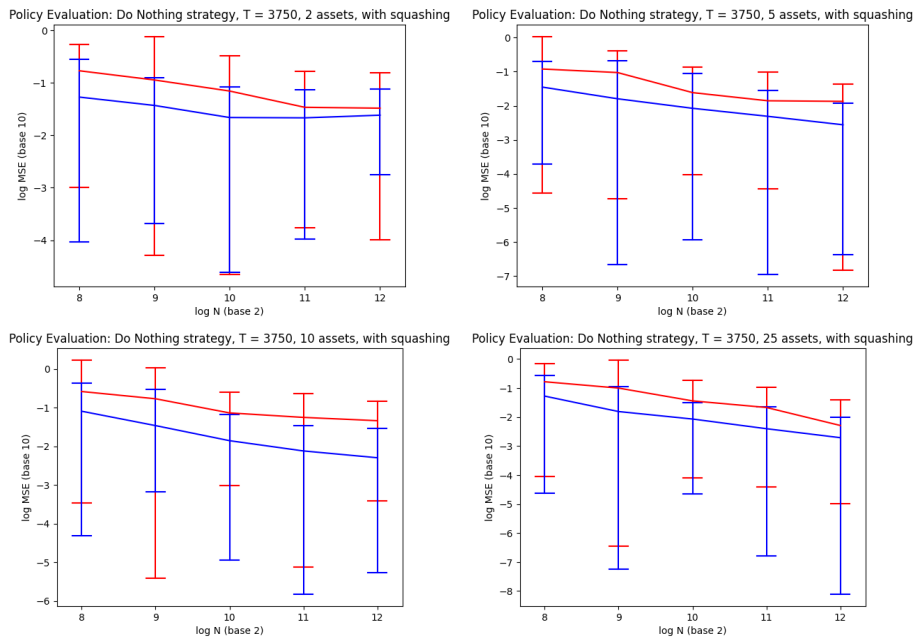 Policy Evaluation: Do Nothing strategy, T = 3750, 2 assets, with squashing
0
−1
−2
−3
−4
log MSE (base 10)
8 9 10 11 12
log N (base 2)
Policy Evaluation: Do Nothing strategy, T = 3750, 5 assets, with squashing
0
−1
−2
−3
−4
−5
−6
−7
log MSE (base 10)
8 9 10 11 12
log N (base 2)
Policy Evaluation: Do Nothing strategy, T = 3750, 10 assets, with squashing
0
−1
−2
−3
−4
−5
−6
log MSE (base 10)
8 9 10 11 12
log N (base 2)
Policy Evaluation: Do Nothing strategy, T = 3750, 25 assets, with squashing
0
−1
−2
−3
−4
−5
−6
−7
−8
log MSE (base 10)
8 9 10 11 12
log N (base 2)